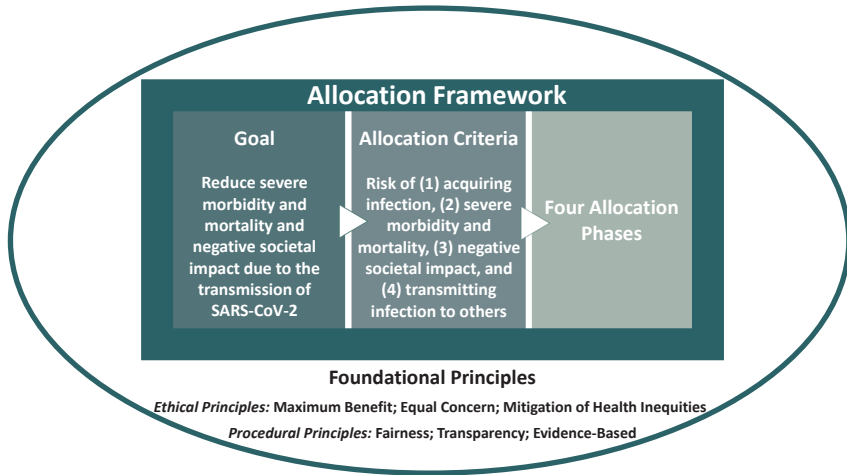 Allocation Framework
Goal
Reduce severe
morbidity and
mortality and
negative societal
impact due to the
transmission of
SARS-CoV-2
Allocation Criteria
Risk of (1) acquiring
infection, (2) severe
morbidity and
mortality, (3) negative
societal impact, and
(4) transmitting
infection to others
Four Allocation
Phases
Foundational Principles
Ethical Principles: Maximum Benefit; Equal Concern; Mitigation of Health Inequities
Procedural Principles: Fairness; Transparency; Evidence-Based